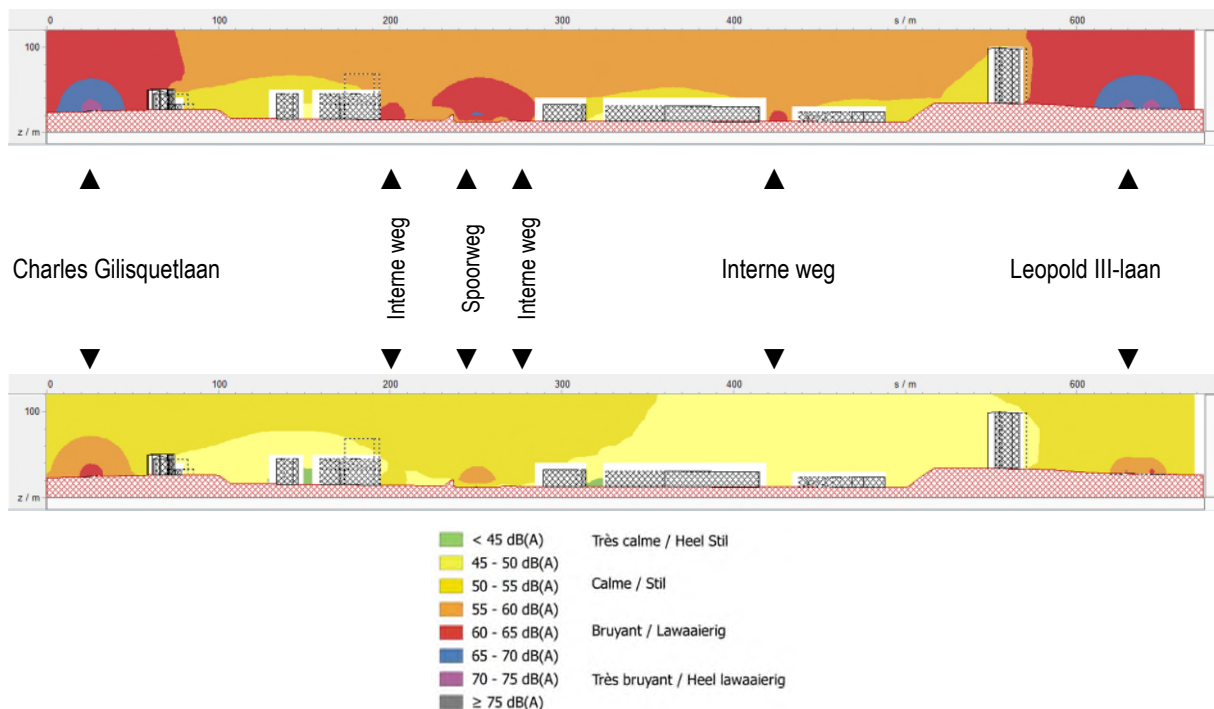 0 100 200 300 400 s / m 600
100
z / m
Charles Gilisquetlaan
Interne weg
Spoorweg
Interne weg
Interne weg
Leopold III-laan
0 100 200 300 400 s / m 600
100
z / m
< 45 dB(A) Très calme / Heel Stil
45 - 50 dB(A)
50 - 55 dB(A) Calme / Stil
55 - 60 dB(A)
60 - 65 dB(A) Bruyant / Lawaaierig
65 - 70 dB(A)
70 - 75 dB(A) Très bruyant / Heel lawaaierig
≥ 75 dB(A)